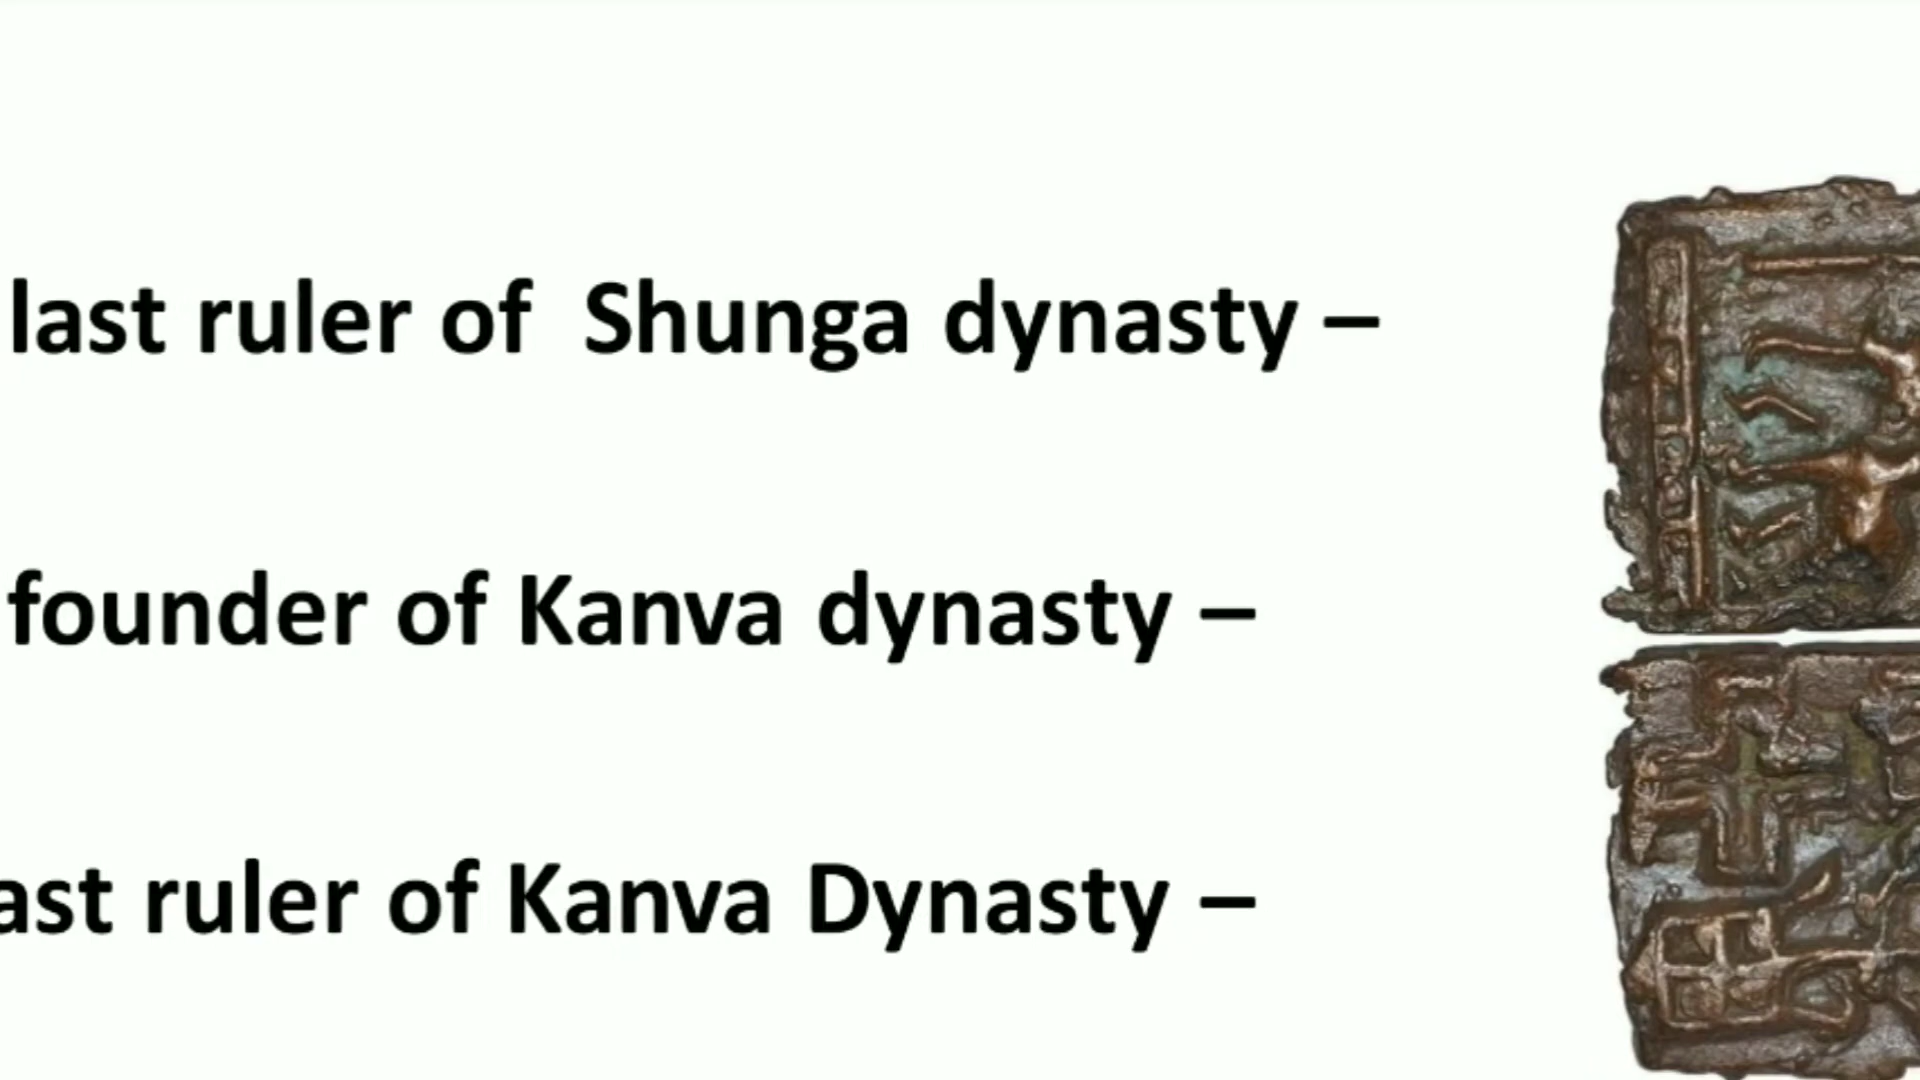 last ruler of Shunga dynasty –
founder of Kanva dynasty –
ast ruler of Kanva Dynasty –